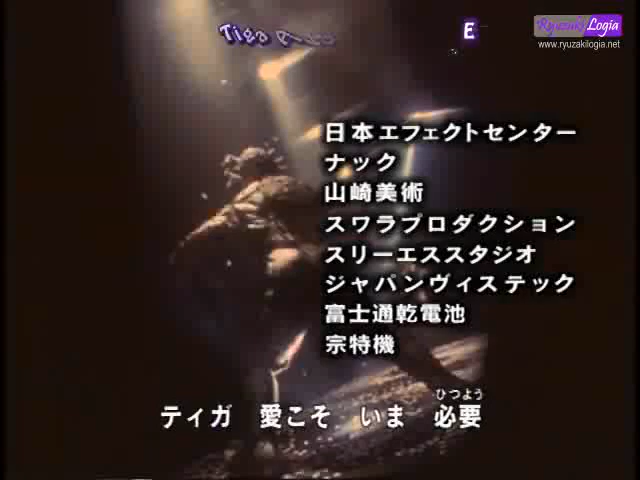 Tiga
E
Ryuzaki Logia
www.ryuzakilogia.net
日本エフェクトセンター
ナック
山崎美術
スワラプロダクション
スリーエススタジオ
ジャパンヴィステック
富士通乾電池
宗特機
ひつよう
ティガ 愛こそ いま 必要